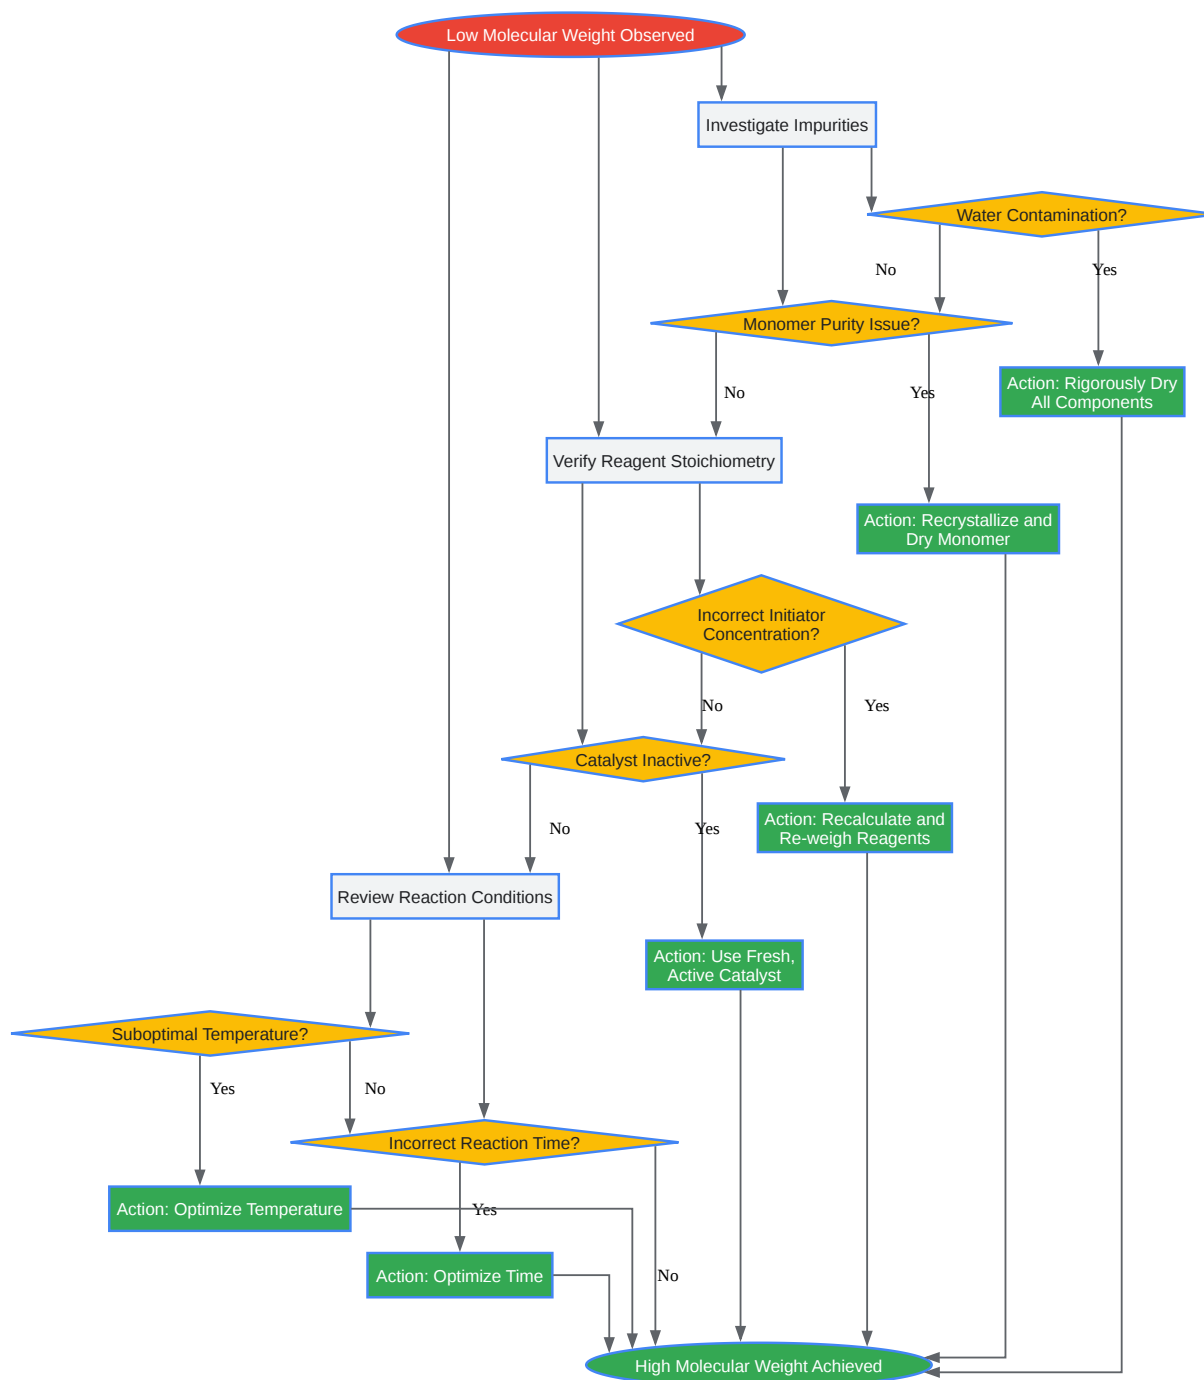 Low Molecular Weight Observed
Investigate Impurities
Water Contamination?
No
Yes
Monomer Purity Issue?
No
Yes
Action: Rigorously Dry
All Components
Verify Reagent Stoichiometry
Action: Recrystallize and
Dry Monomer
Incorrect Initiator
Concentration?
No
Yes
Catalyst Inactive?
No
Yes
Action: Recalculate and
Re-weigh Reagents
Review Reaction Conditions
Action: Use Fresh,
Active Catalyst
Suboptimal Temperature?
Yes
No
Incorrect Reaction Time?
Action: Optimize Temperature
Yes
Action: Optimize Time
No
High Molecular Weight Achieved